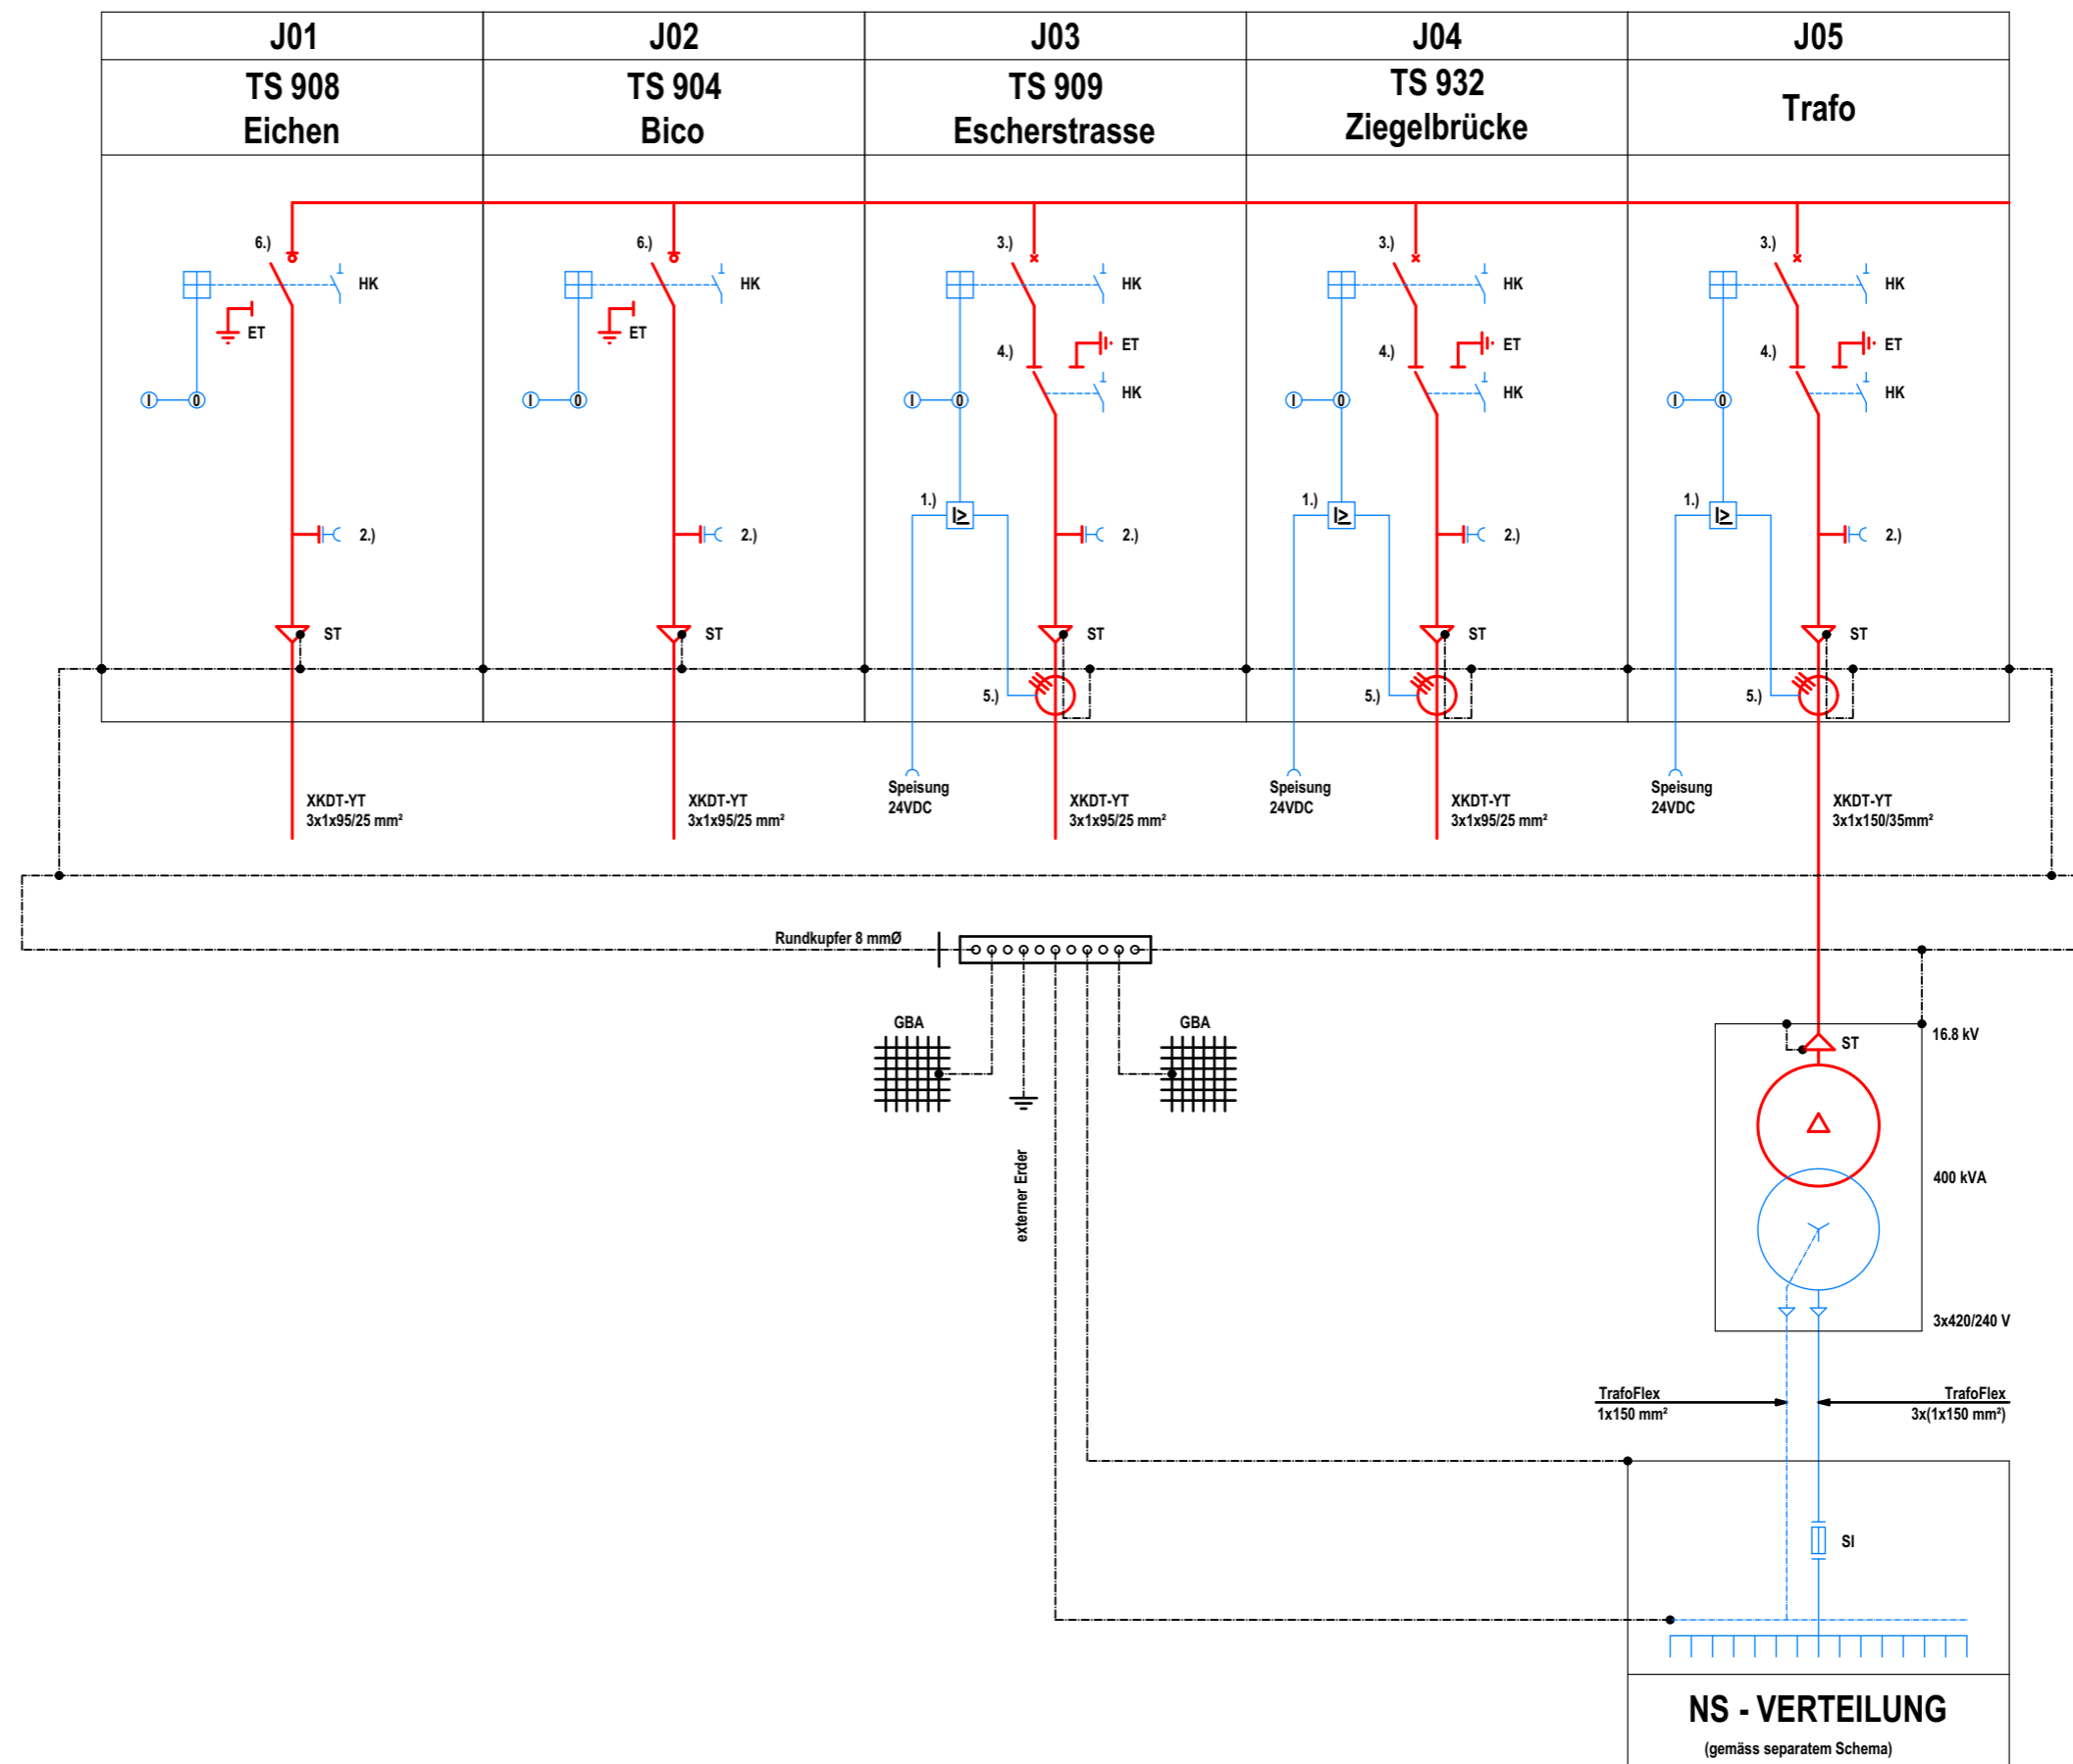 J01
J02
J03
J04
J05
TS 908
Eichen
TS 904
Bico
TS 909
Escherstrasse
TS 932
Ziegelbrücke
Trafo
6.)
6.)
3.)
3.)
3.)
HK
HK
HK
HK
HK
ET
ET
4.)
ET
4.)
ET
4.)
ET
HK
HK
HK
I 0
I 0
I 0
I 0
I 0
1.)
I≥
1.)
I≥
1.)
I≥
2.)
2.)
2.)
2.)
2.)
ST
ST
ST
ST
ST
5.)
5.)
5.)
XKDT-YT
3x1x95/25 mm²
XKDT-YT
3x1x95/25 mm²
Speisung
24VDC
XKDT-YT
3x1x95/25 mm²
Speisung
24VDC
XKDT-YT
3x1x95/25 mm²
Speisung
24VDC
XKDT-YT
3x1x150/35mm²
Rundkupfer 8 mmØ
GBA
GBA
externer Erder
16.8 kV
ST
400 kVA
3x420/240 V
TrafoFlex
1x150 mm²
TrafoFlex
3x(1x150 mm²)
SI
NS - VERTEILUNG
(gemäss separatem Schema)